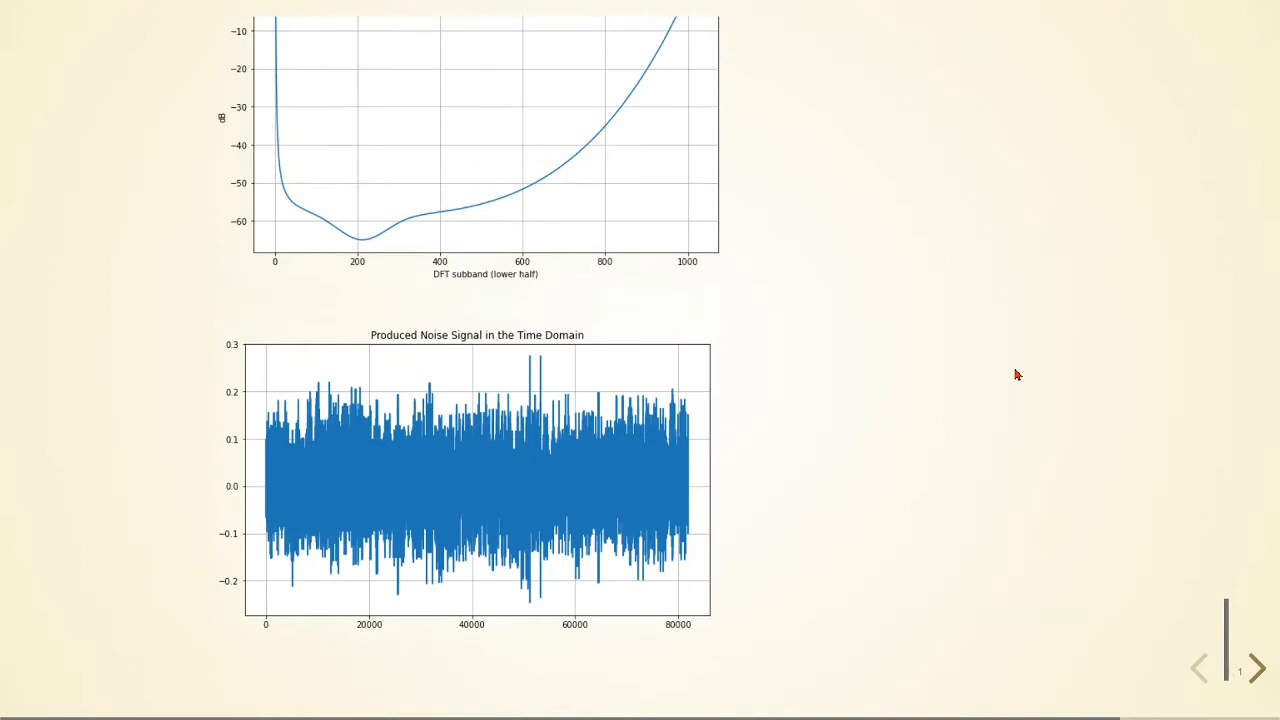 −10
−20
−30
−40
−50
−60
dB
0 200 400 600 800 1000
DFT subband (lower half)
Produced Noise Signal in the Time Domain
0.3
0.2
0.1
0.0
−0.1
−0.2
0 20000 40000 60000 80000
1